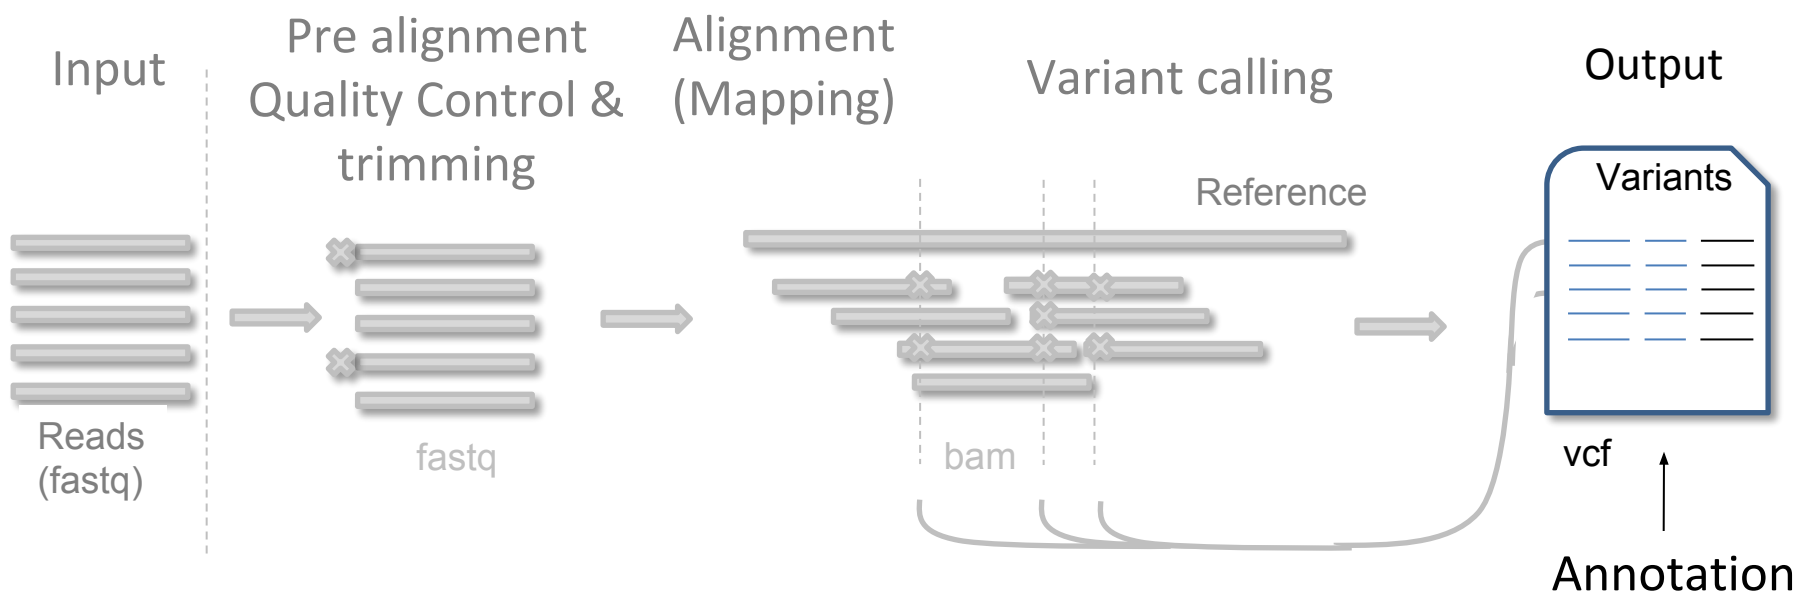 Input
Pre alignment
Quality Control &
trimming
Alignment
(Mapping)
Variant calling
Output
Reference
Variants
Reads
(fastq)
fastq
bam
vcf
Annotation